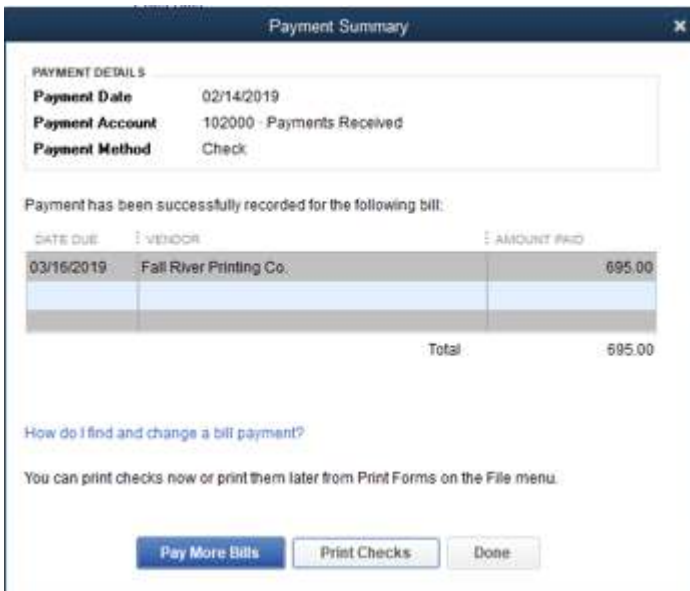 Payment Summary
PAYMENT DETAILS
Payment Date 02/14/2019
Payment Account 102000 · Payments Received
Payment Method Check
Payment has been successfully recorded for the following bill:
DATE DUE VENDOR AMOUNT PAID
03/16/2019 Fall River Printing Co. 695.00
Total 695.00
How do I find and change a bill payment?
You can print checks now or print them later from Print Forms on the File menu.
Pay More Bills Print Checks Done